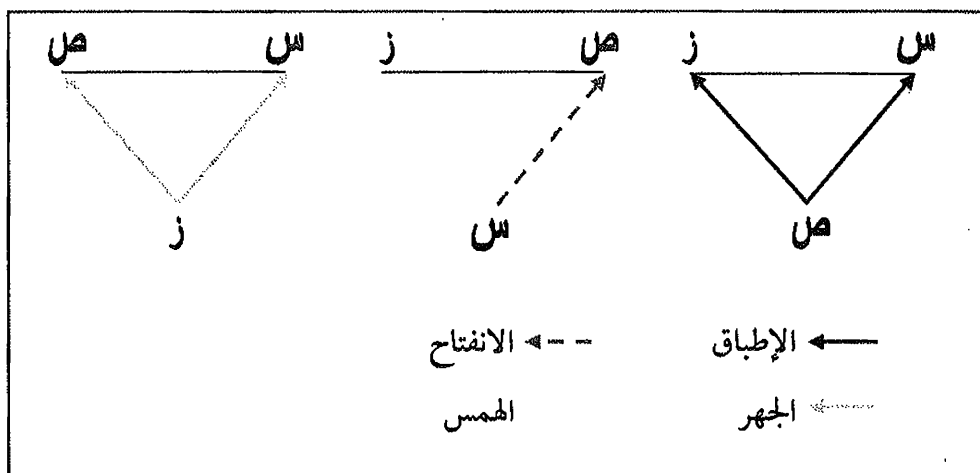 س ز ص ز س ص
ص س ز
الإطباق الانفتاح
الجهر الهمس